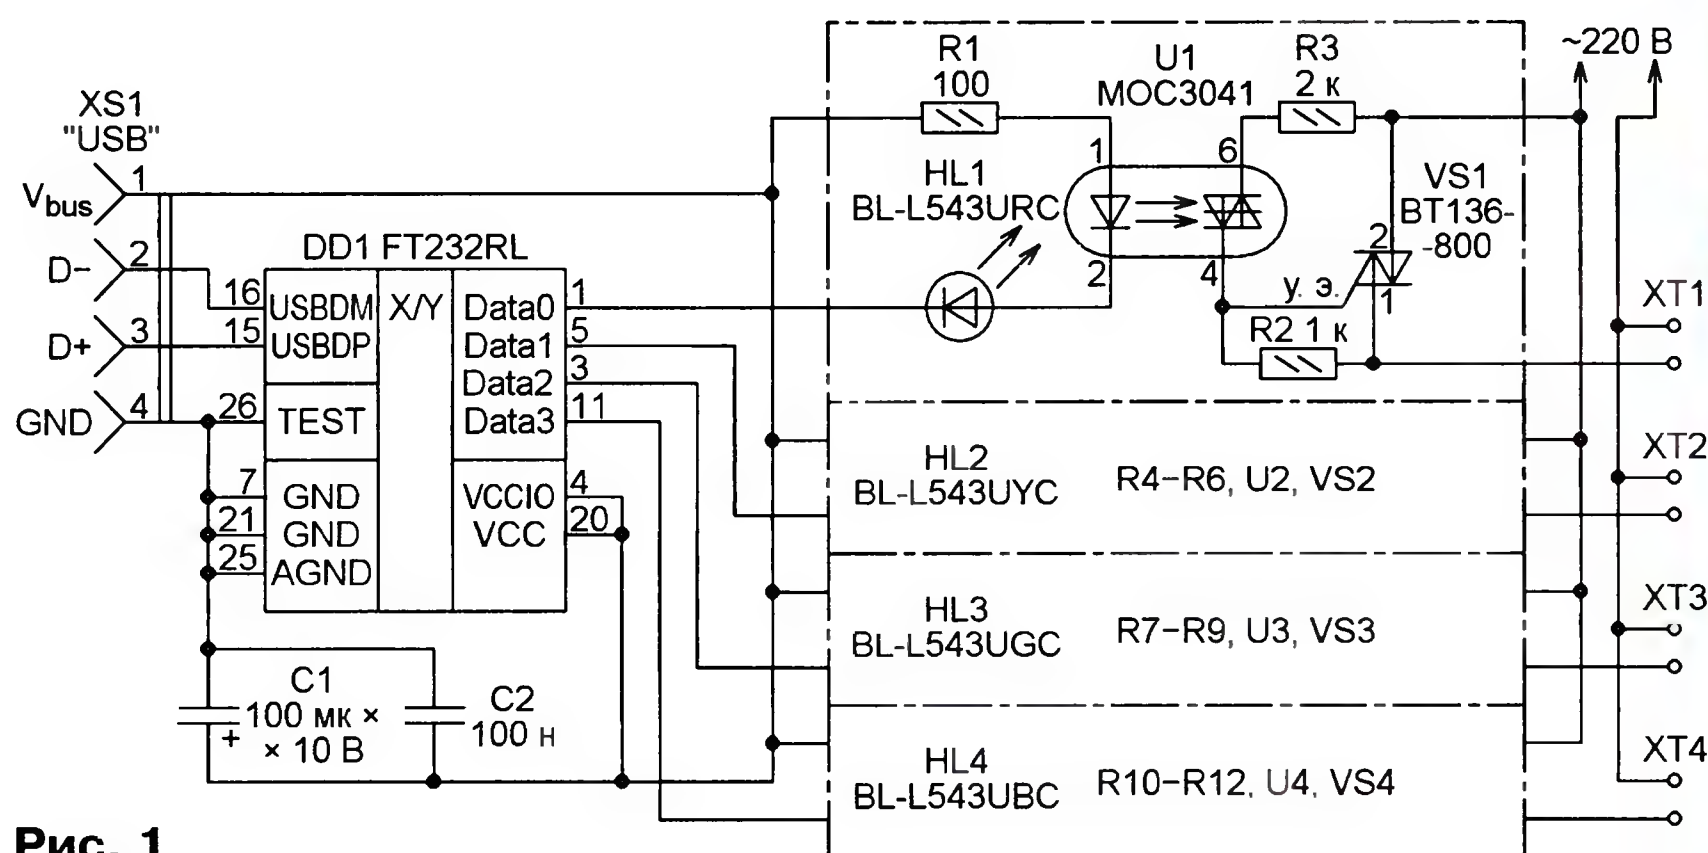 XS1
"USB"
Vbus
1
D−
2
D+
3
GND
4
DD1 FT232RL
16
USBDM
X/Y
Data0
1
15
USBDP
Data1
5
Data2
3
26
TEST
Data3
11
7
GND
VCCIO
4
21
GND
VCC
20
25
AGND
C1
100 мк ×
× 10 В
+
C2
100 н
R1
100
U1
MOC3041
R3
2 к
~220 В
1
6
HL1
BL-L543URC
VS1
BT136-
-800
2
4
у. э.
2
1
R2 1 к
XT1
HL2
BL-L543UYC
R4−R6, U2, VS2
XT2
HL3
BL-L543UGC
R7−R9, U3, VS3
XT3
HL4
BL-L543UBC
R10−R12, U4, VS4
XT4
Рис. 1